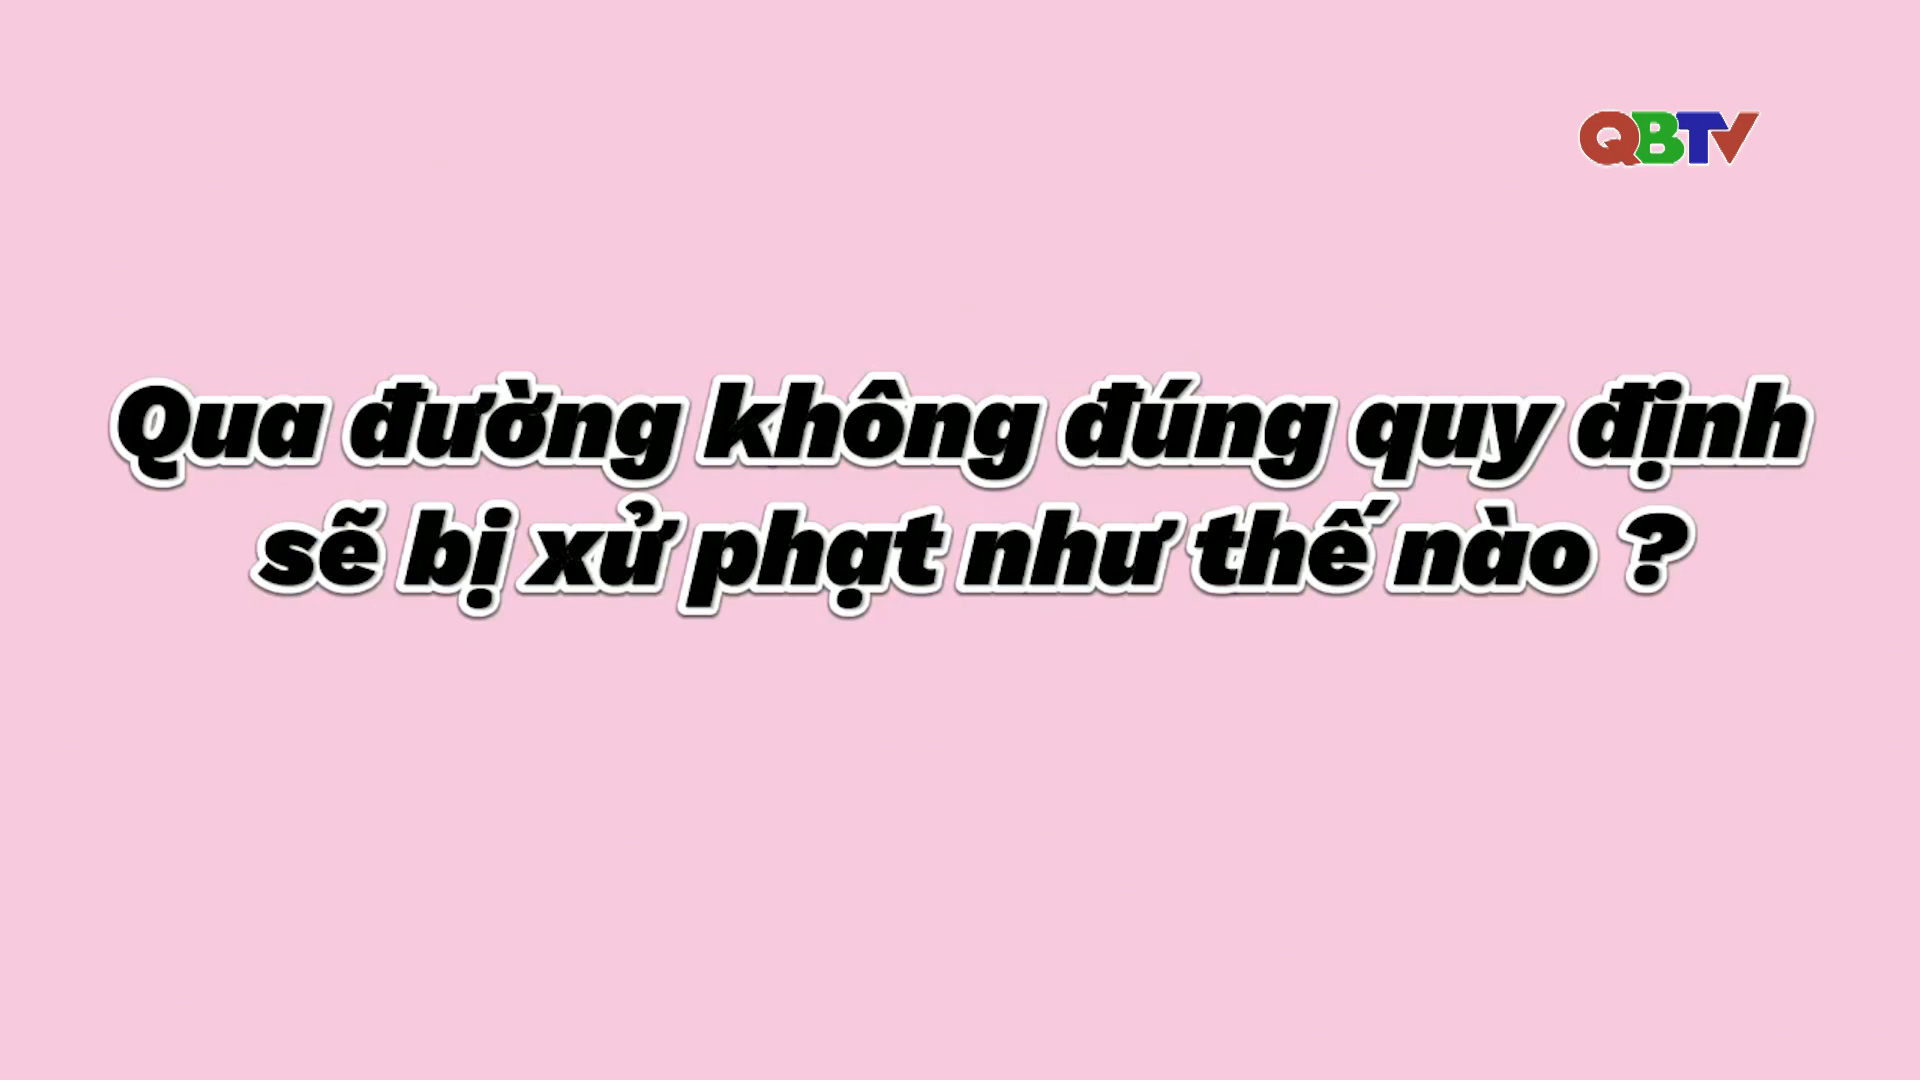 QBTV
Qua đường không đúng quy định
sẽ bị xử phạt như thế nào ?